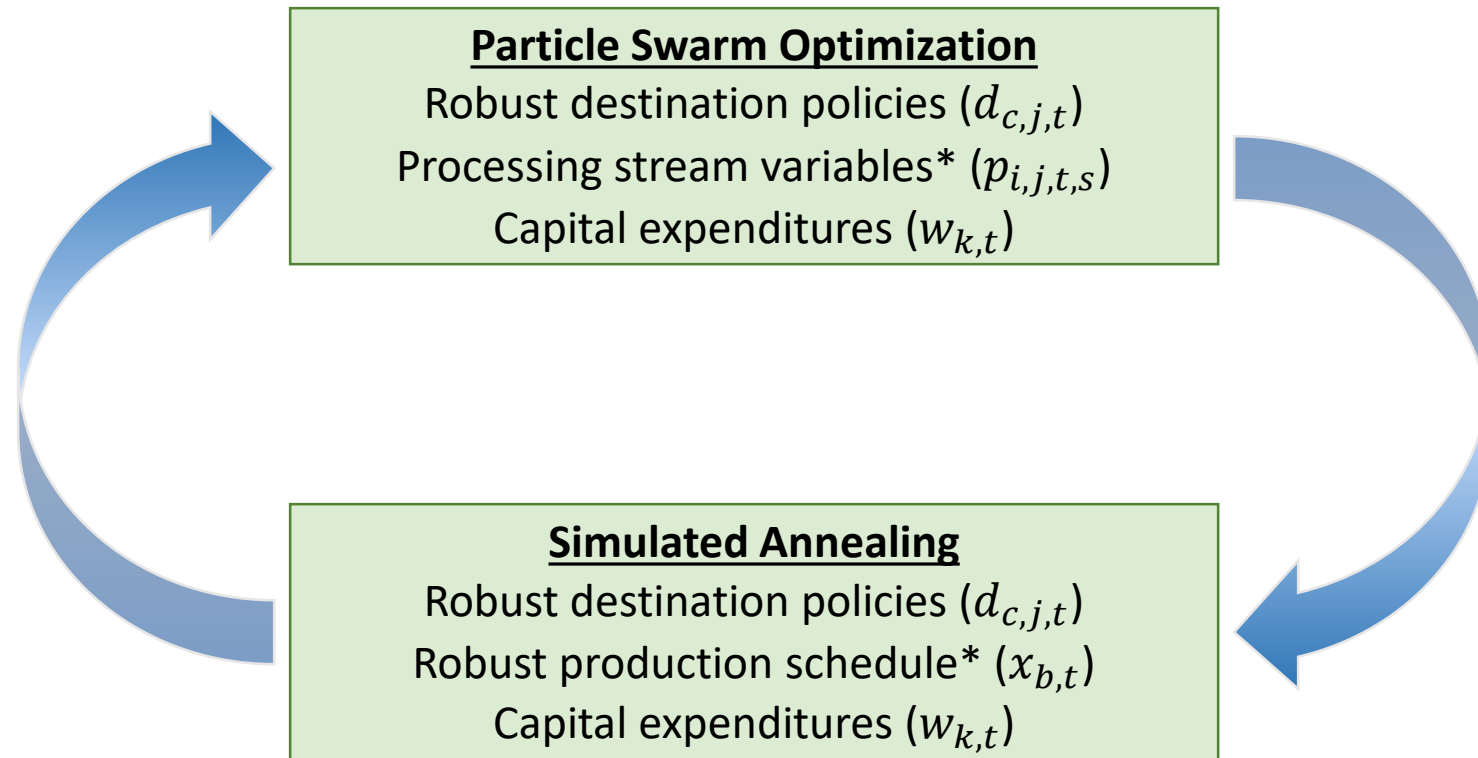 Particle Swarm Optimization
Robust destination policies (d_{c,j,t})
Processing stream variables* (p_{i,j,t,s})
Capital expenditures (w_{k,t})
Simulated Annealing
Robust destination policies (d_{c,j,t})
Robust production schedule* (x_{b,t})
Capital expenditures (w_{k,t})